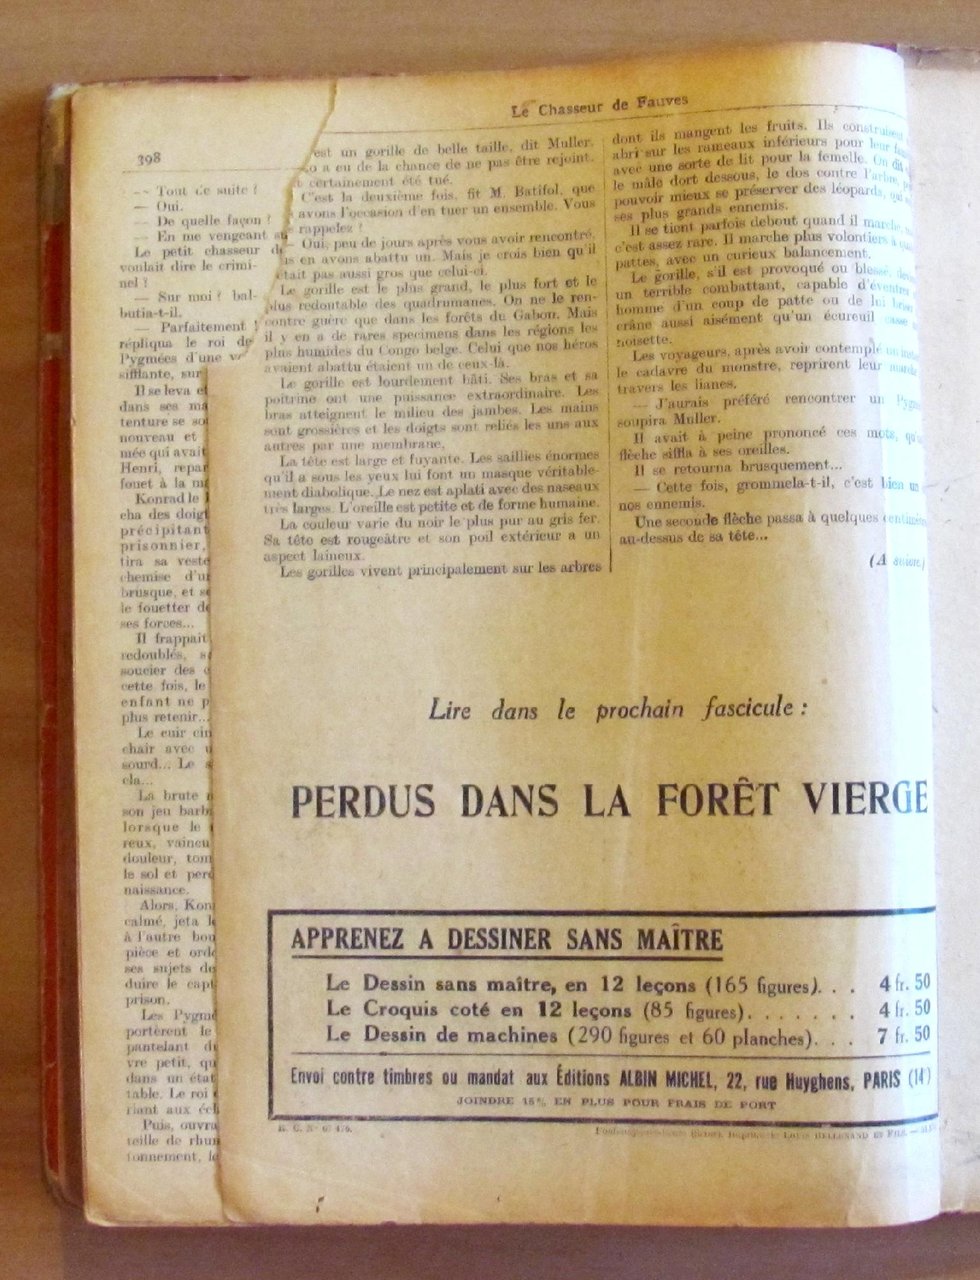 Le Chasseur de Fauves
398
— Tout de suite ?
— Oui.
— De quelle façon ?
— En me vengeant
Le petit chasseur
voulait dire le crimi-
nel ?
— Sur moi ? bal-
butia-t-il.
— Parfaitement !
répliqua le roi de
Pygmées d'une
sifflante, sur
Il se leva et
dans ses
tenture se
nouveau et
mée qui avait
Henri,
fouet à la
Konrad le
cha des
précipitant
prisonnier,
tira sa veste
chemise
brusque, et
le fouetter
ses forces...
Il frappait
redoublés,
soucier des
cette fois, le
enfant ne
plus retenir...
Le cuir
chair avec
sourd... Le
cla...
La brute
son jeu
lorsque le
reux,
douleur,
le sol et
naissance.
Alors,
calmé, jeta
à l'autre
pièce et
ses sujets
duire le
prison.
Les
portèrent le
pantelant
vre petit,
dans un
table. Le roi
riant aux
Puis,
teille de
tonnement,
est un gorille de belle taille, dit Muller.
a eu de la chance de ne pas être rejoint.
certainement été tué.
C'est la deuxième fois, fit M. Batifol, que
avons l'occasion d'en tuer un ensemble. Vous
rappelez ?
— Oui, peu de jours après vous avoir rencontré,
en avons abattu un. Mais je crois bien qu'il
était pas aussi gros que celui-ci.
Le gorille est le plus grand, le plus fort et le
plus redoutable des quadrumanes. On ne le ren-
contre guère que dans les forêts du Gabon. Mais
il y en a de rares specimens dans les régions les
plus humides du Congo belge. Celui que nos héros
avaient abattu étaient un de ceux-là.
Le gorille est lourdement bâti. Ses bras et sa
poitrine ont une puissance extraordinaire. Les
bras atteignent le milieu des jambes. Les mains
sont grossières et les doigts sont reliés les uns aux
autres par une membrane.
La tête est large et fuyante. Les saillies énormes
qu'il a sous les yeux lui font un masque véritable-
ment diabolique. Le nez est aplati avec des naseaux
très larges. L'oreille est petite et de forme humaine.
La couleur varie du noir le plus pur au gris fer.
Sa tête est rougeâtre et son poil extérieur a un
aspect laineux.
Les gorilles vivent principalement sur les arbres
dont ils mangent les fruits. Ils construisent
abri sur les rameaux inférieurs pour leur
avec une sorte de lit pour la femelle. On dit
le mâle dort dessous, le dos contre l'arbre,
pouvoir mieux se préserver des léopards, qui
ses plus grands ennemis.
Il se tient parfois debout quand il marche,
c'est assez rare. Il marche plus volontiers à
pattes, avec un curieux balancement.
Le gorille, s'il est provoqué ou blessé,
un terrible combattant, capable d'éventrer
homme d'un coup de patte ou de lui briser
crâne aussi aisément qu'un écureuil casse
noisette.
Les voyageurs, après avoir contemplé un
le cadavre du monstre, reprirent leur marche
travers les lianes.
— J'aurais préféré rencontrer un
soupira Muller.
Il avait à peine prononcé ces mots,
flèche siffla à ses oreilles.
Il se retourna brusquement...
— Cette fois, grommela-t-il, c'est bien un
nos ennemis.
Une seconde flèche passa à quelques
au-dessus de sa tête...
(A suivre.)
Lire dans le prochain fascicule :
PERDUS DANS LA FORÊT VIERGE
APPRENEZ A DESSINER SANS MAÎTRE
Le Dessin sans maître, en 12 leçons (165 figures). . . 4 fr. 50
Le Croquis coté en 12 leçons (85 figures). . . . . . . 4 fr. 50
Le Dessin de machines (290 figures et 60 planches). . . 7 fr. 50
Envoi contre timbres ou mandat aux Éditions ALBIN MICHEL, 22, rue Huyghens, PARIS (14e)
JOINDRE 15% EN PLUS POUR FRAIS DE PORT